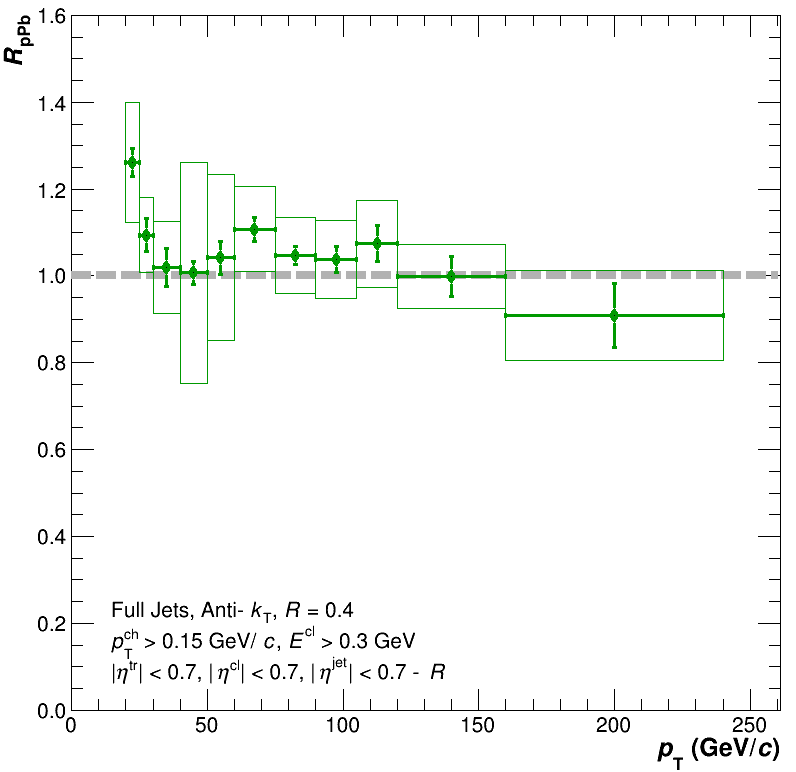 R_pPb
1.6
1.4
1.2
1.0
0.8
0.6
0.4
0.2
0.0
Full Jets, Anti- k_T, R = 0.4
p_T^ch > 0.15 GeV/ c, E^cl > 0.3 GeV
|η^tr| < 0.7, | η^cl| < 0.7, | η^jet| < 0.7 - R
0 50 100 150 200 250
p_T (GeV/c)